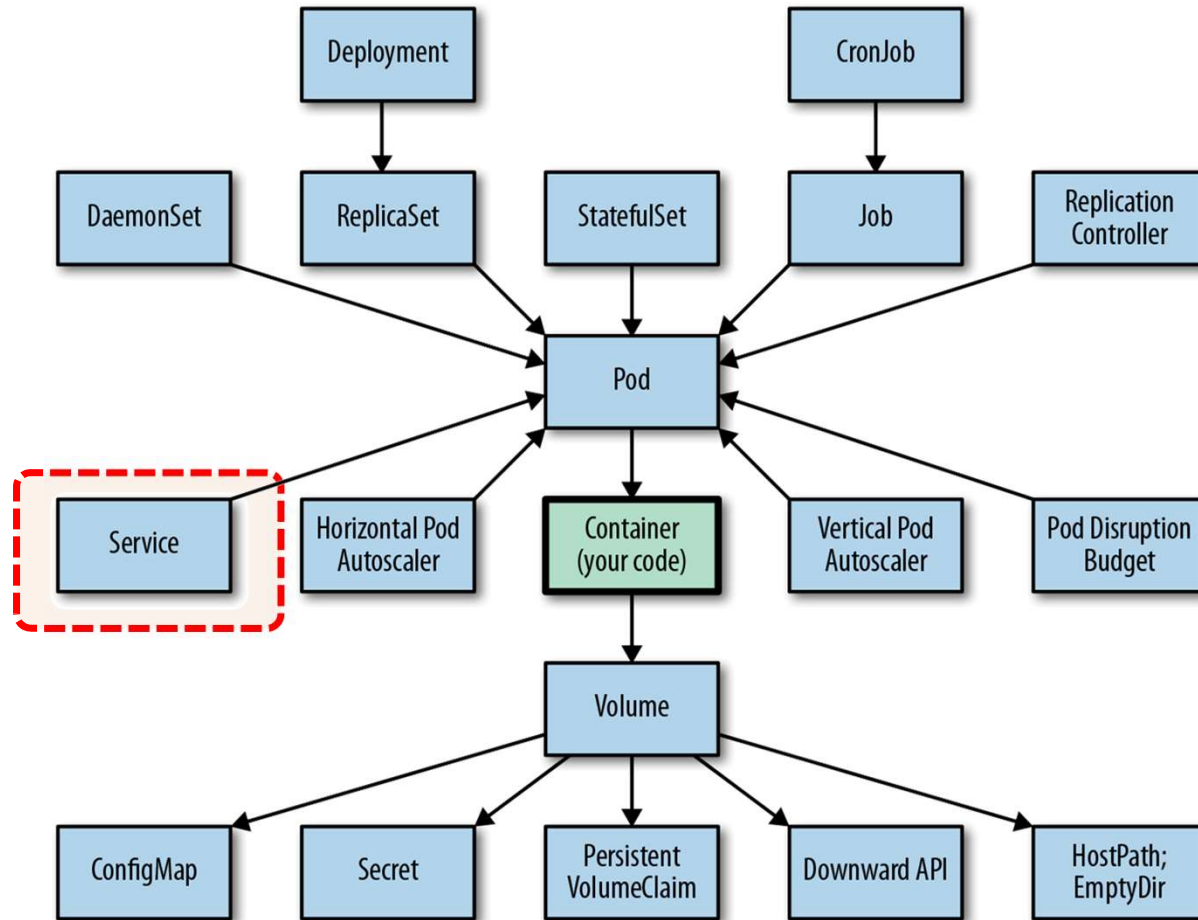 Deployment
CronJob
DaemonSet
ReplicaSet
StatefulSet
Job
Replication
Controller
Pod
Service
Horizontal Pod
Autoscaler
Container
(your code)
Vertical Pod
Autoscaler
Pod Disruption
Budget
Volume
ConfigMap
Secret
Persistent
VolumeClaim
Downward API
HostPath;
EmptyDir